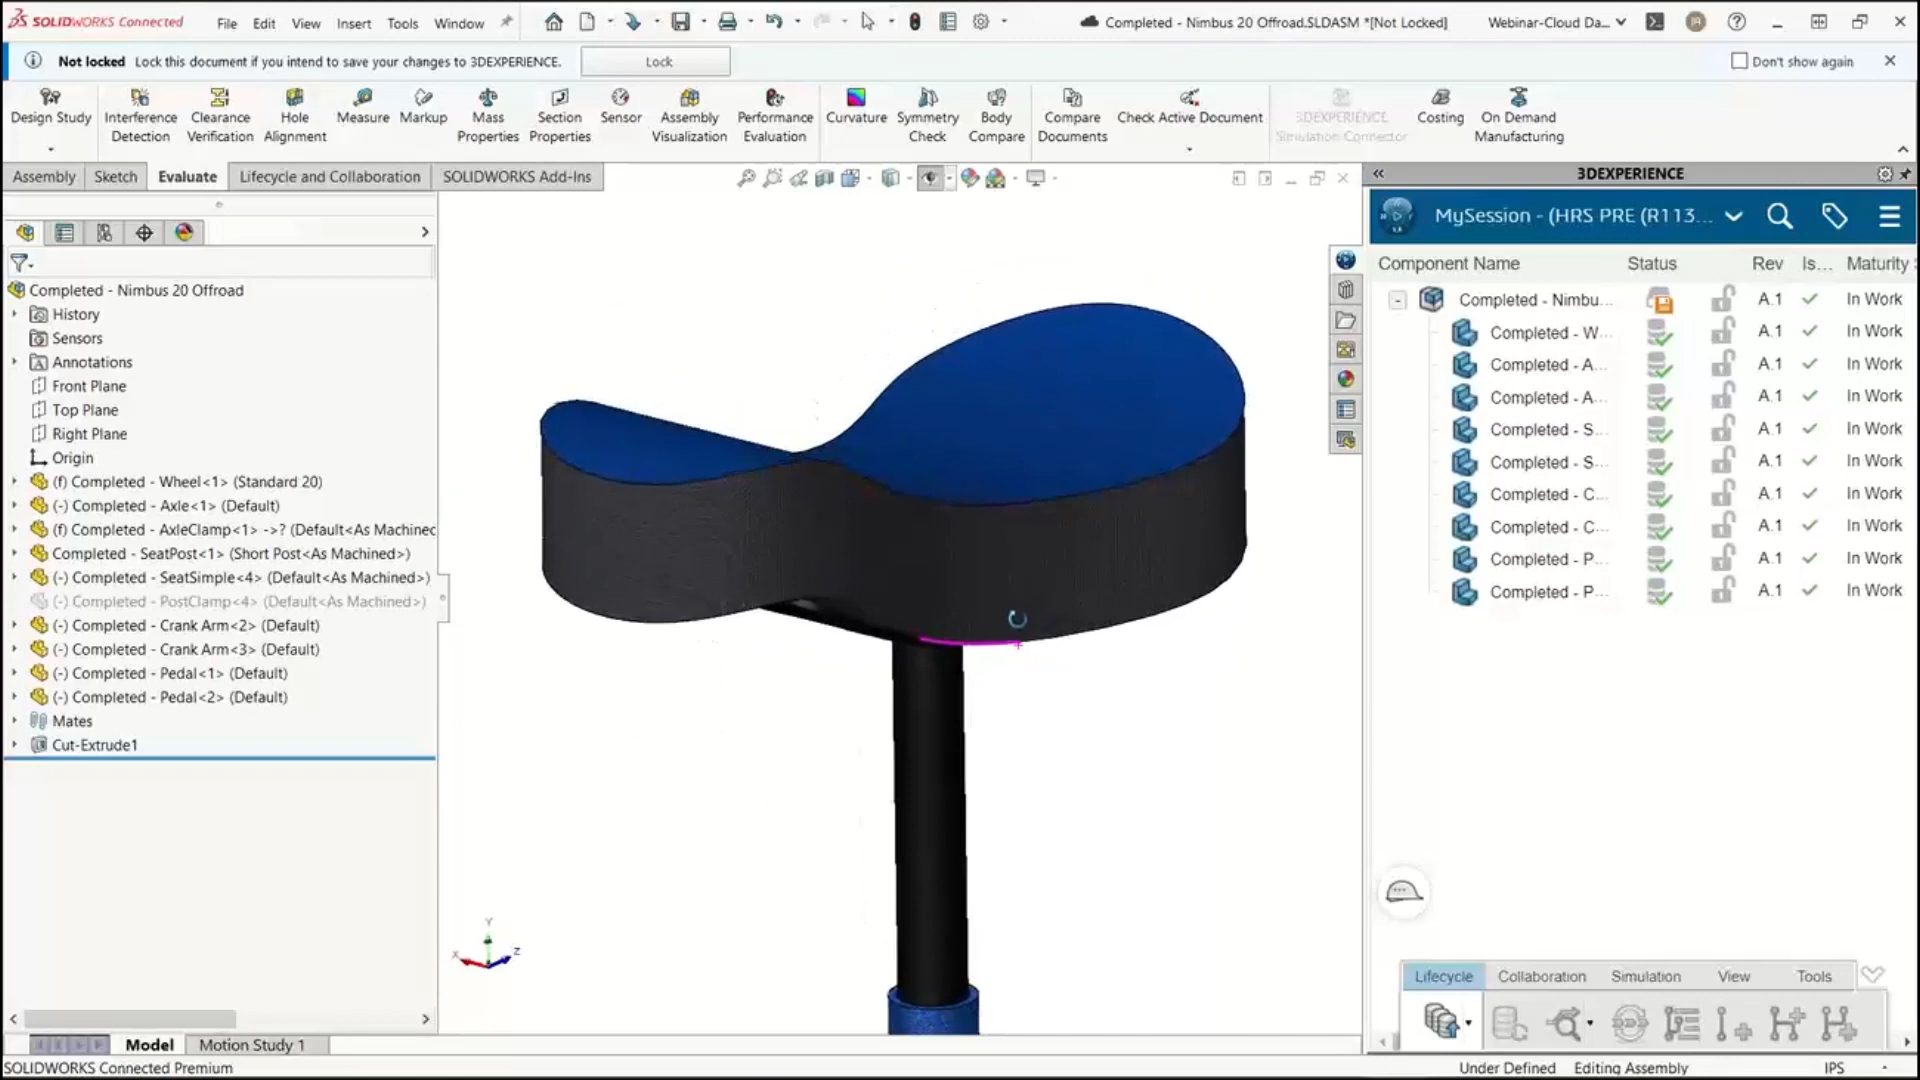 SOLIDWORKS Connected File Edit View Insert Tools Window Completed - Nimbus 20 Offroad.SLDASM *[Not Locked] Webinar-Cloud Da...
Not locked Lock this document if you intend to save your changes to 3DEXPERIENCE. Lock Don't show again
Design Study
Interference Detection
Clearance Verification
Hole Alignment
Measure
Markup
Mass Properties
Section Properties
Sensor
Assembly Visualization
Performance Evaluation
Curvature
Symmetry Check
Body Compare
Compare Documents
Check Active Document
3DEXPERIENCE Simulation Connector
Costing
On Demand Manufacturing
Assembly Sketch Evaluate Lifecycle and Collaboration SOLIDWORKS Add-Ins
Completed - Nimbus 20 Offroad
History
Sensors
Annotations
Front Plane
Top Plane
Right Plane
Origin
(f) Completed - Wheel<1> (Standard 20)
(-) Completed - Axle<1> (Default)
(f) Completed - AxleClamp<1> ->? (Default<As Machinec
Completed - SeatPost<1> (Short Post<As Machined>)
(-) Completed - SeatSimple<4> (Default<As Machined>)
(-) Completed - PostClamp<4> (Default<As Machined>)
(-) Completed - Crank Arm<2> (Default)
(-) Completed - Crank Arm<3> (Default)
(-) Completed - Pedal<1> (Default)
(-) Completed - Pedal<2> (Default)
Mates
Cut-Extrude1
Y
X
Z
3DEXPERIENCE
MySession - (HRS PRE (R113...
Component Name Status Rev Is... Maturity
Completed - Nimbu... A.1 In Work
Completed - W... A.1 In Work
Completed - A... A.1 In Work
Completed - A... A.1 In Work
Completed - S... A.1 In Work
Completed - S... A.1 In Work
Completed - C... A.1 In Work
Completed - C... A.1 In Work
Completed - P... A.1 In Work
Completed - P... A.1 In Work
Lifecycle Collaboration Simulation View Tools
Model Motion Study 1
SOLIDWORKS Connected Premium Under Defined Editing Assembly IPS